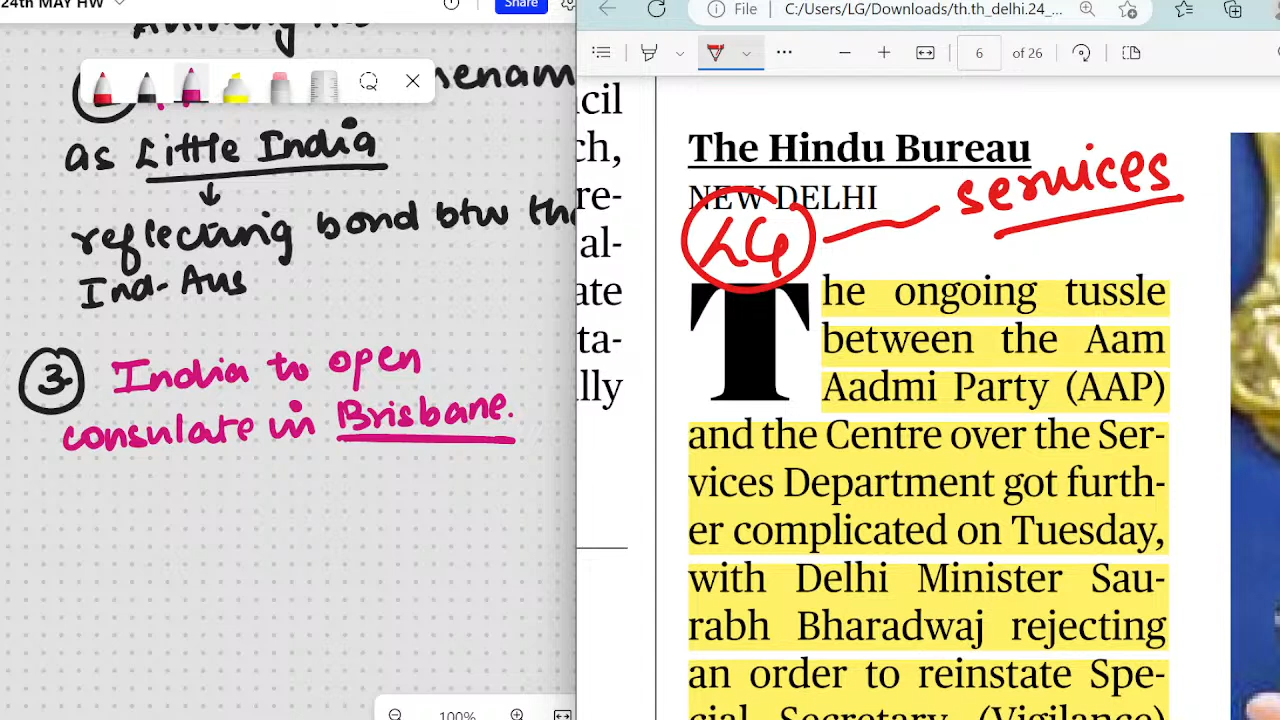 24th MAY HW
Share
as Little India
reflecting bond btw the
Ind-Aus
3 India to open
consulate in Brisbane.
100%
File
C:/Users/LG/Downloads/th.th_delhi.24_...
6 of 26
cil
ch,
re-
al-
ate
ta-
lly
The Hindu Bureau
NEW DELHI
LG services
The ongoing tussle
between the Aam
Aadmi Party (AAP)
and the Centre over the Ser-
vices Department got furth-
er complicated on Tuesday,
with Delhi Minister Sau-
rabh Bharadwaj rejecting
an order to reinstate Spe-
cial Secretary (Vigilance)